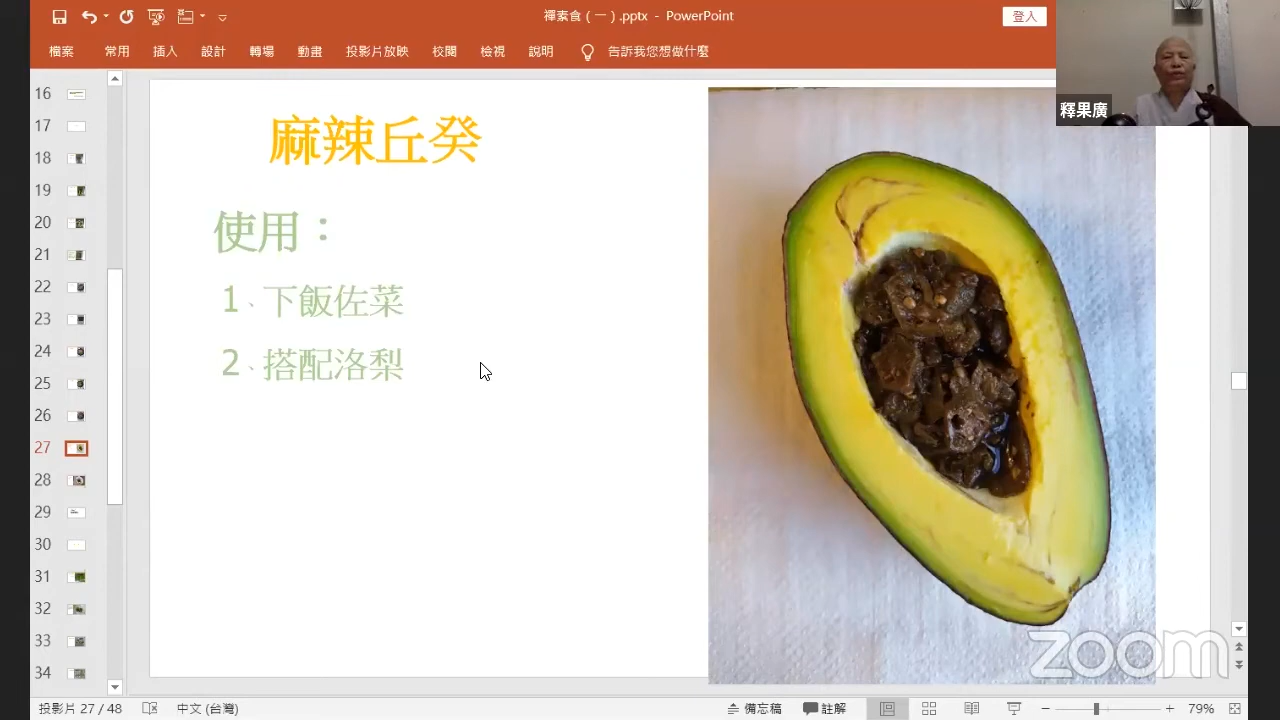 禪素食 ( 一 ) .pptx - PowerPoint
登入
檔案 常用 插入 設計 轉場 動畫 投影片放映 校閱 檢視 說明 告訴我您想做什麼
釋果廣
16
17
18
19
20
21
22
23
24
25
26
27
28
29
30
31
32
33
34
麻辣丘癸
使用：
1、下飯佐菜
2、搭配洛梨
zoom
投影片 27 / 48 中文 (台灣) 備忘稿 註解 79%